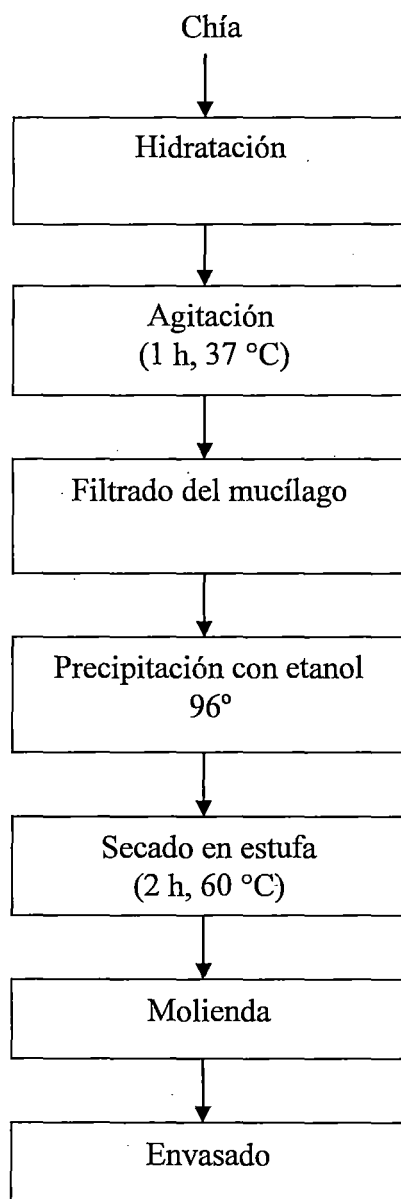 Chía
Hidratación
Agitación
(1 h, 37 °C)
Filtrado del mucílago
Precipitación con etanol
96º
Secado en estufa
(2 h, 60 °C)
Molienda
Envasado